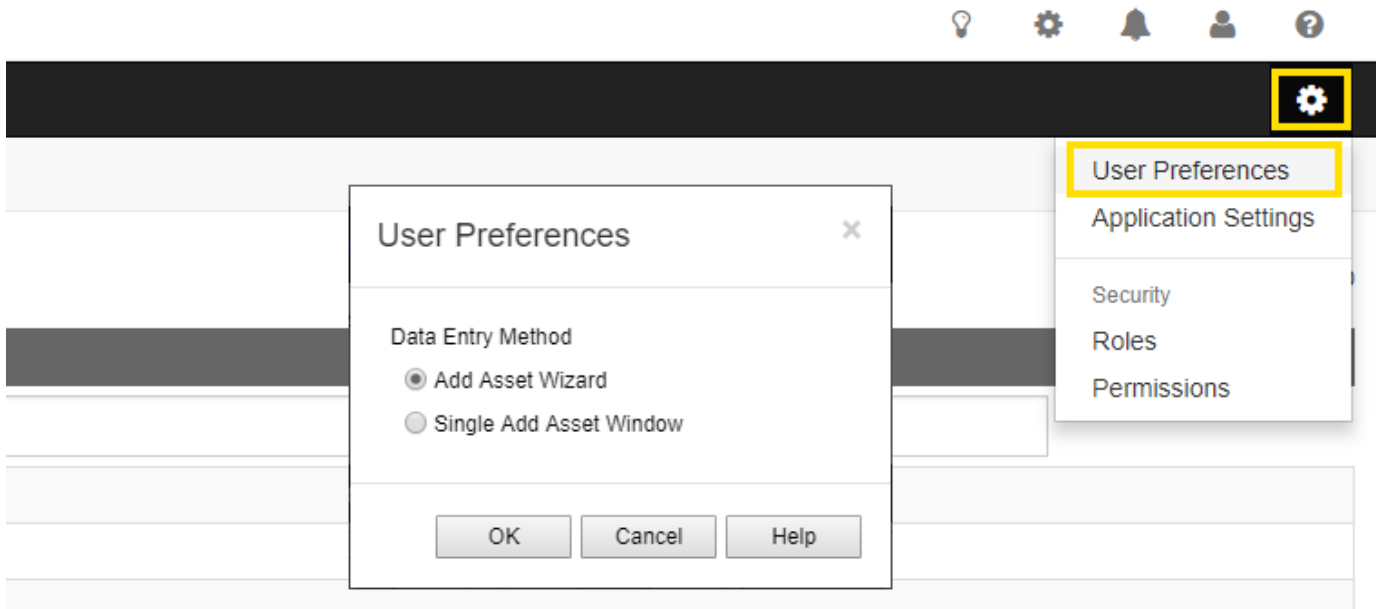 User Preferences
Application Settings
Security
Roles
Permissions
User Preferences
×
Data Entry Method
Add Asset Wizard
Single Add Asset Window
OK Cancel Help